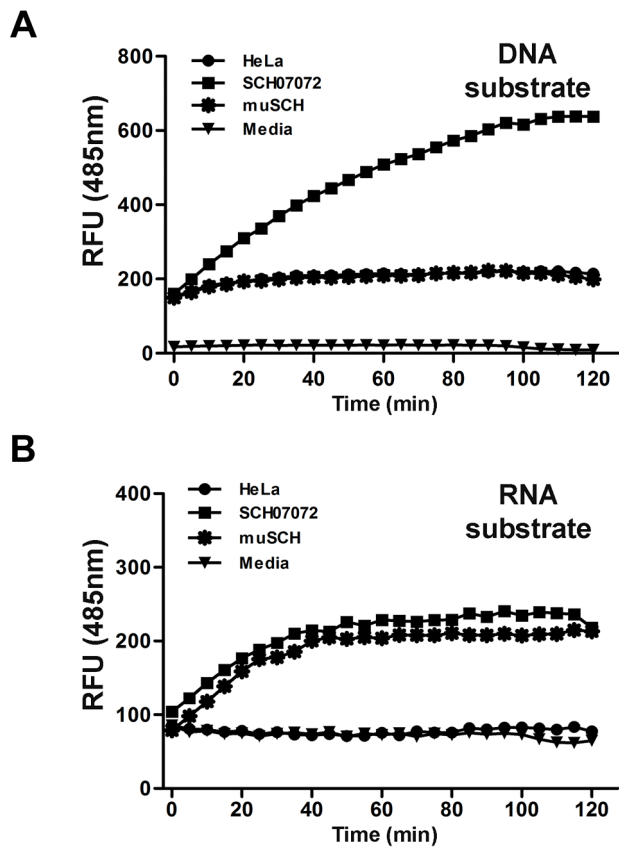 A
DNA
substrate
HeLa
SCH07072
muSCH
Media
RFU (485nm)
800
600
400
200
0
0 20 40 60 80 100 120
Time (min)
B
RNA
substrate
HeLa
SCH07072
muSCH
Media
RFU (485nm)
400
300
200
100
0
0 20 40 60 80 100 120
Time (min)